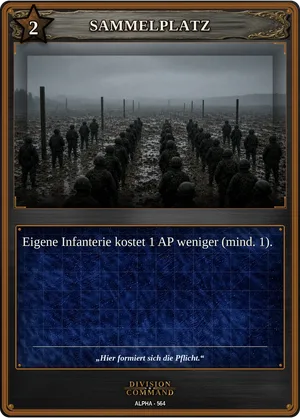 2
SAMMELPLATZ
Eigene Infanterie kostet 1 AP weniger (mind. 1).
„Hier formiert sich die Pflicht.“
DIVISION
COMMAND
ALPHA - 564